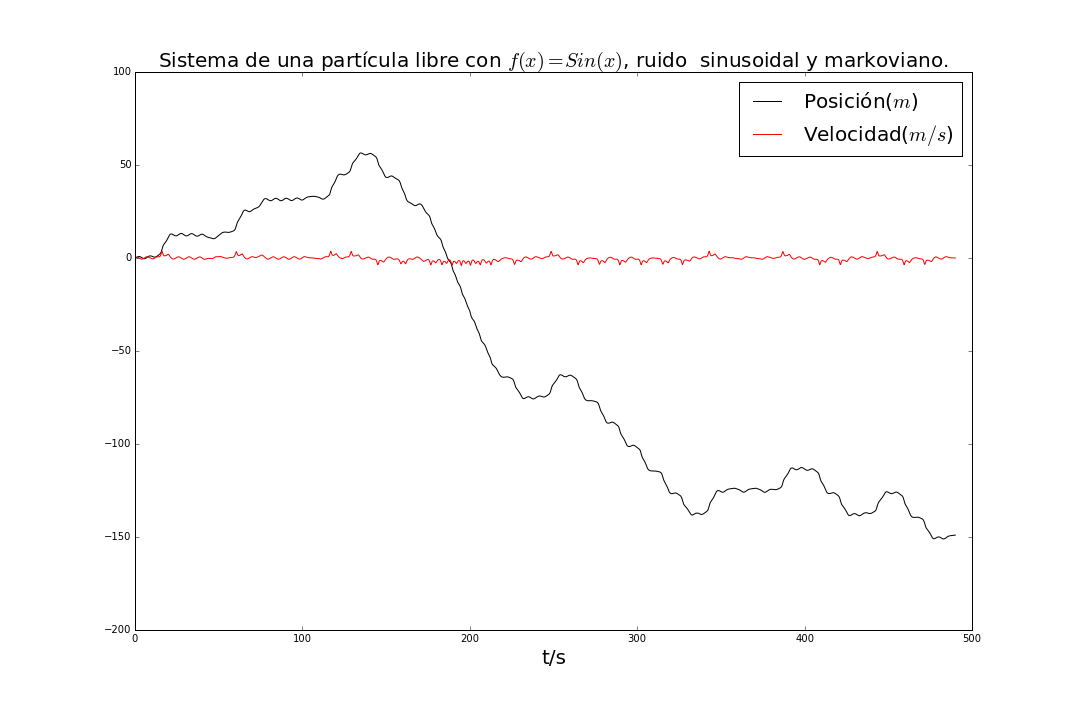 Sistema de una partícula libre con f(x)=Sin(x), ruido  sinusoidal y markoviano.
Posición(m)
Velocidad(m/s)
100
50
0
−50
−100
−150
−200
0 100 200 300 400 500
t/s